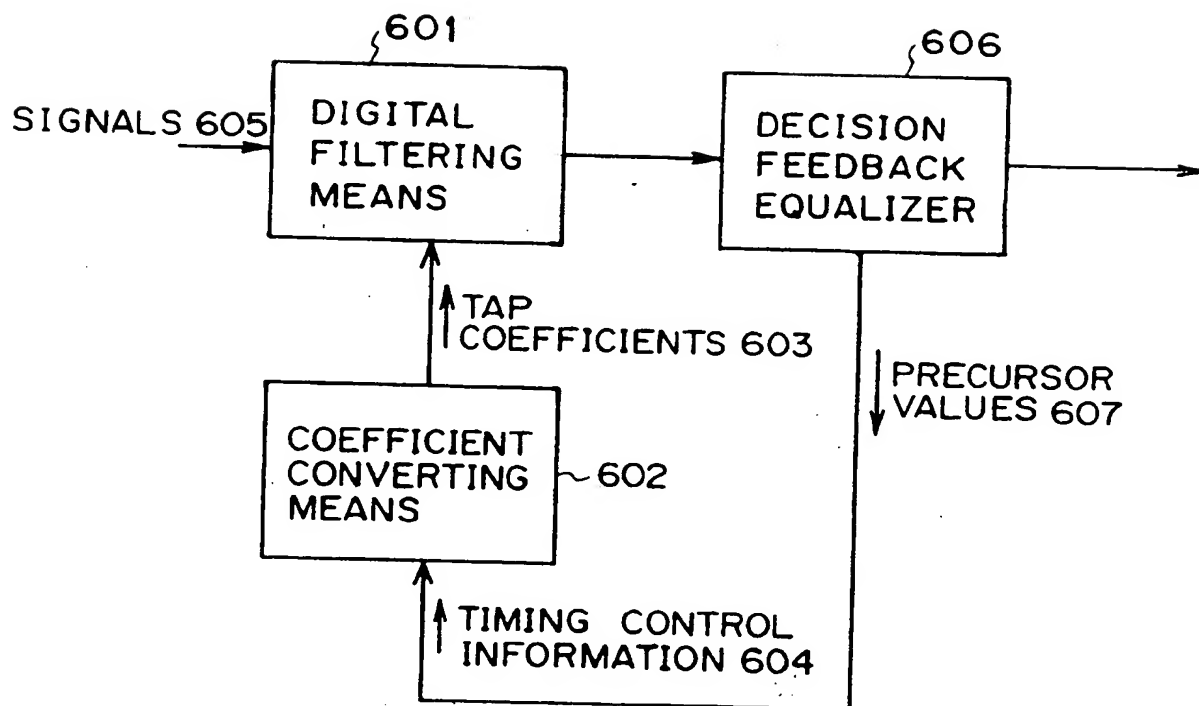 601
606
SIGNALS 605
DIGITAL
FILTERING
MEANS
DECISION
FEEDBACK
EQUALIZER
TAP
COEFFICIENTS 603
PRECURSOR
VALUES 607
COEFFICIENT
CONVERTING
MEANS
602
TIMING CONTROL
INFORMATION 604